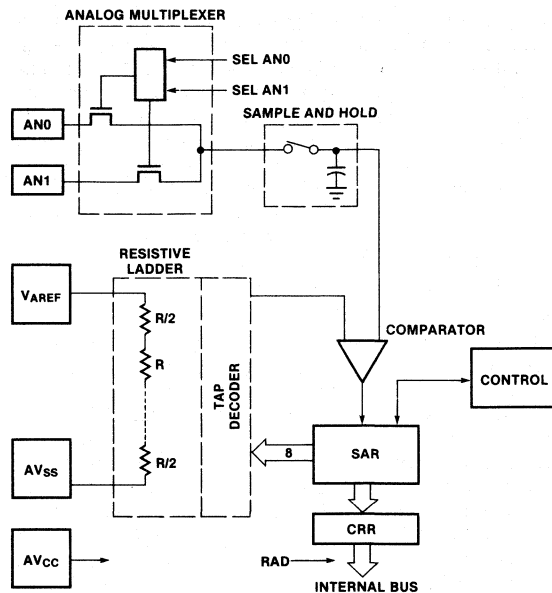 ANALOG MULTIPLEXER
SEL AN0
SEL AN1
SAMPLE AND HOLD
AN0
AN1
RESISTIVE
LADDER
VAREF
R/2
R
TAP
DECODER
COMPARATOR
CONTROL
AVSS
R/2
8
SAR
CRR
AVCC
RAD
INTERNAL BUS